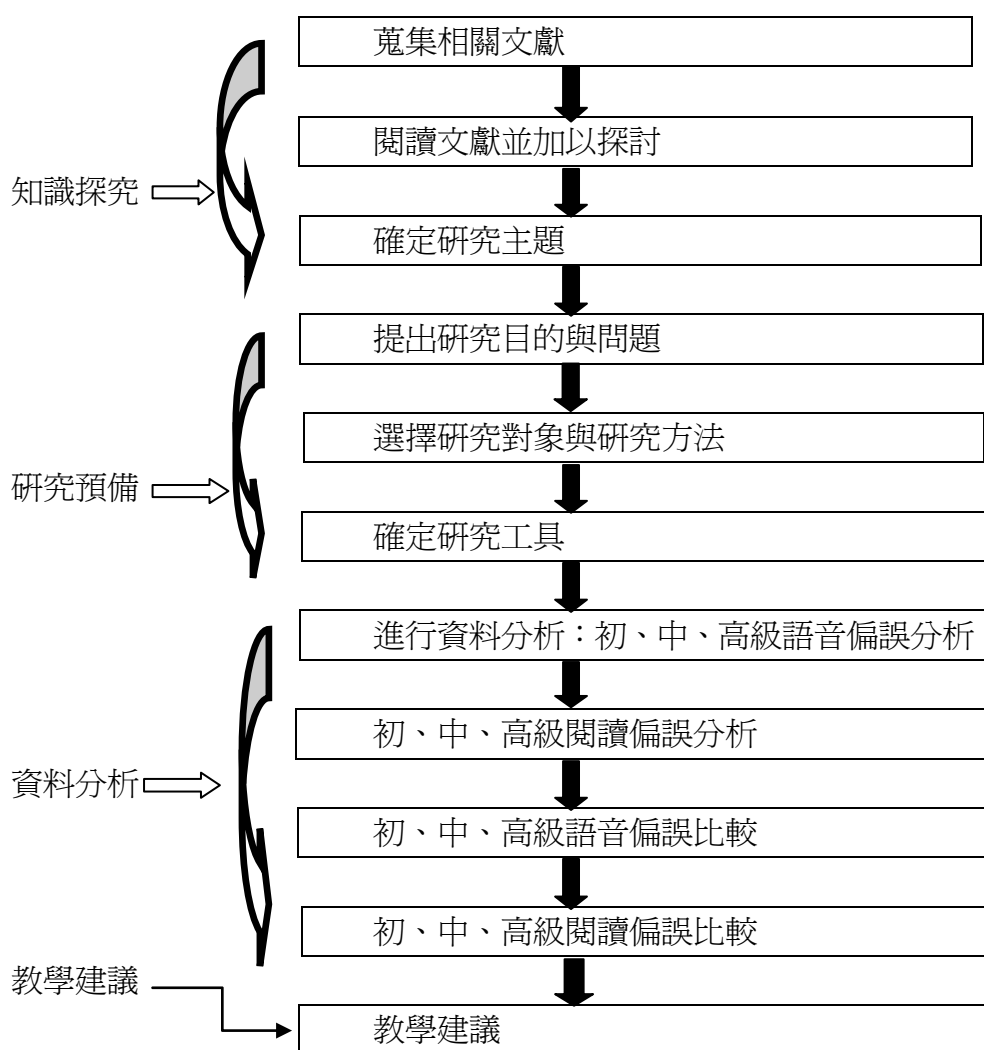 蒐集相關文獻
閱讀文獻並加以探討
知識探究
確定研究主題
提出研究目的與問題
選擇研究對象與研究方法
研究預備
確定研究工具
進行資料分析：初、中、高級語音偏誤分析
初、中、高級閱讀偏誤分析
資料分析
初、中、高級語音偏誤比較
初、中、高級閱讀偏誤比較
教學建議
教學建議